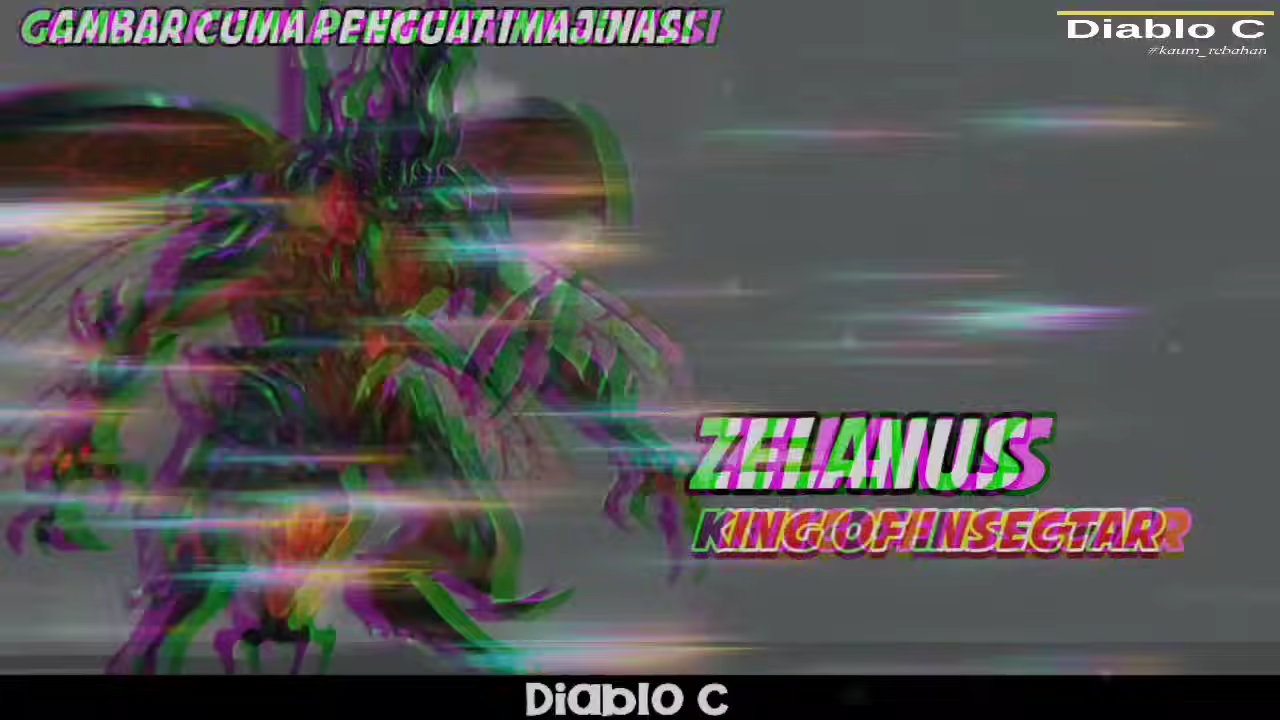 GAMBAR CUMA PENGUAT IMAJINASI
Diablo C
#kaum_rebahan
ZELANUS
KING OF INSECTAR
Diablo C